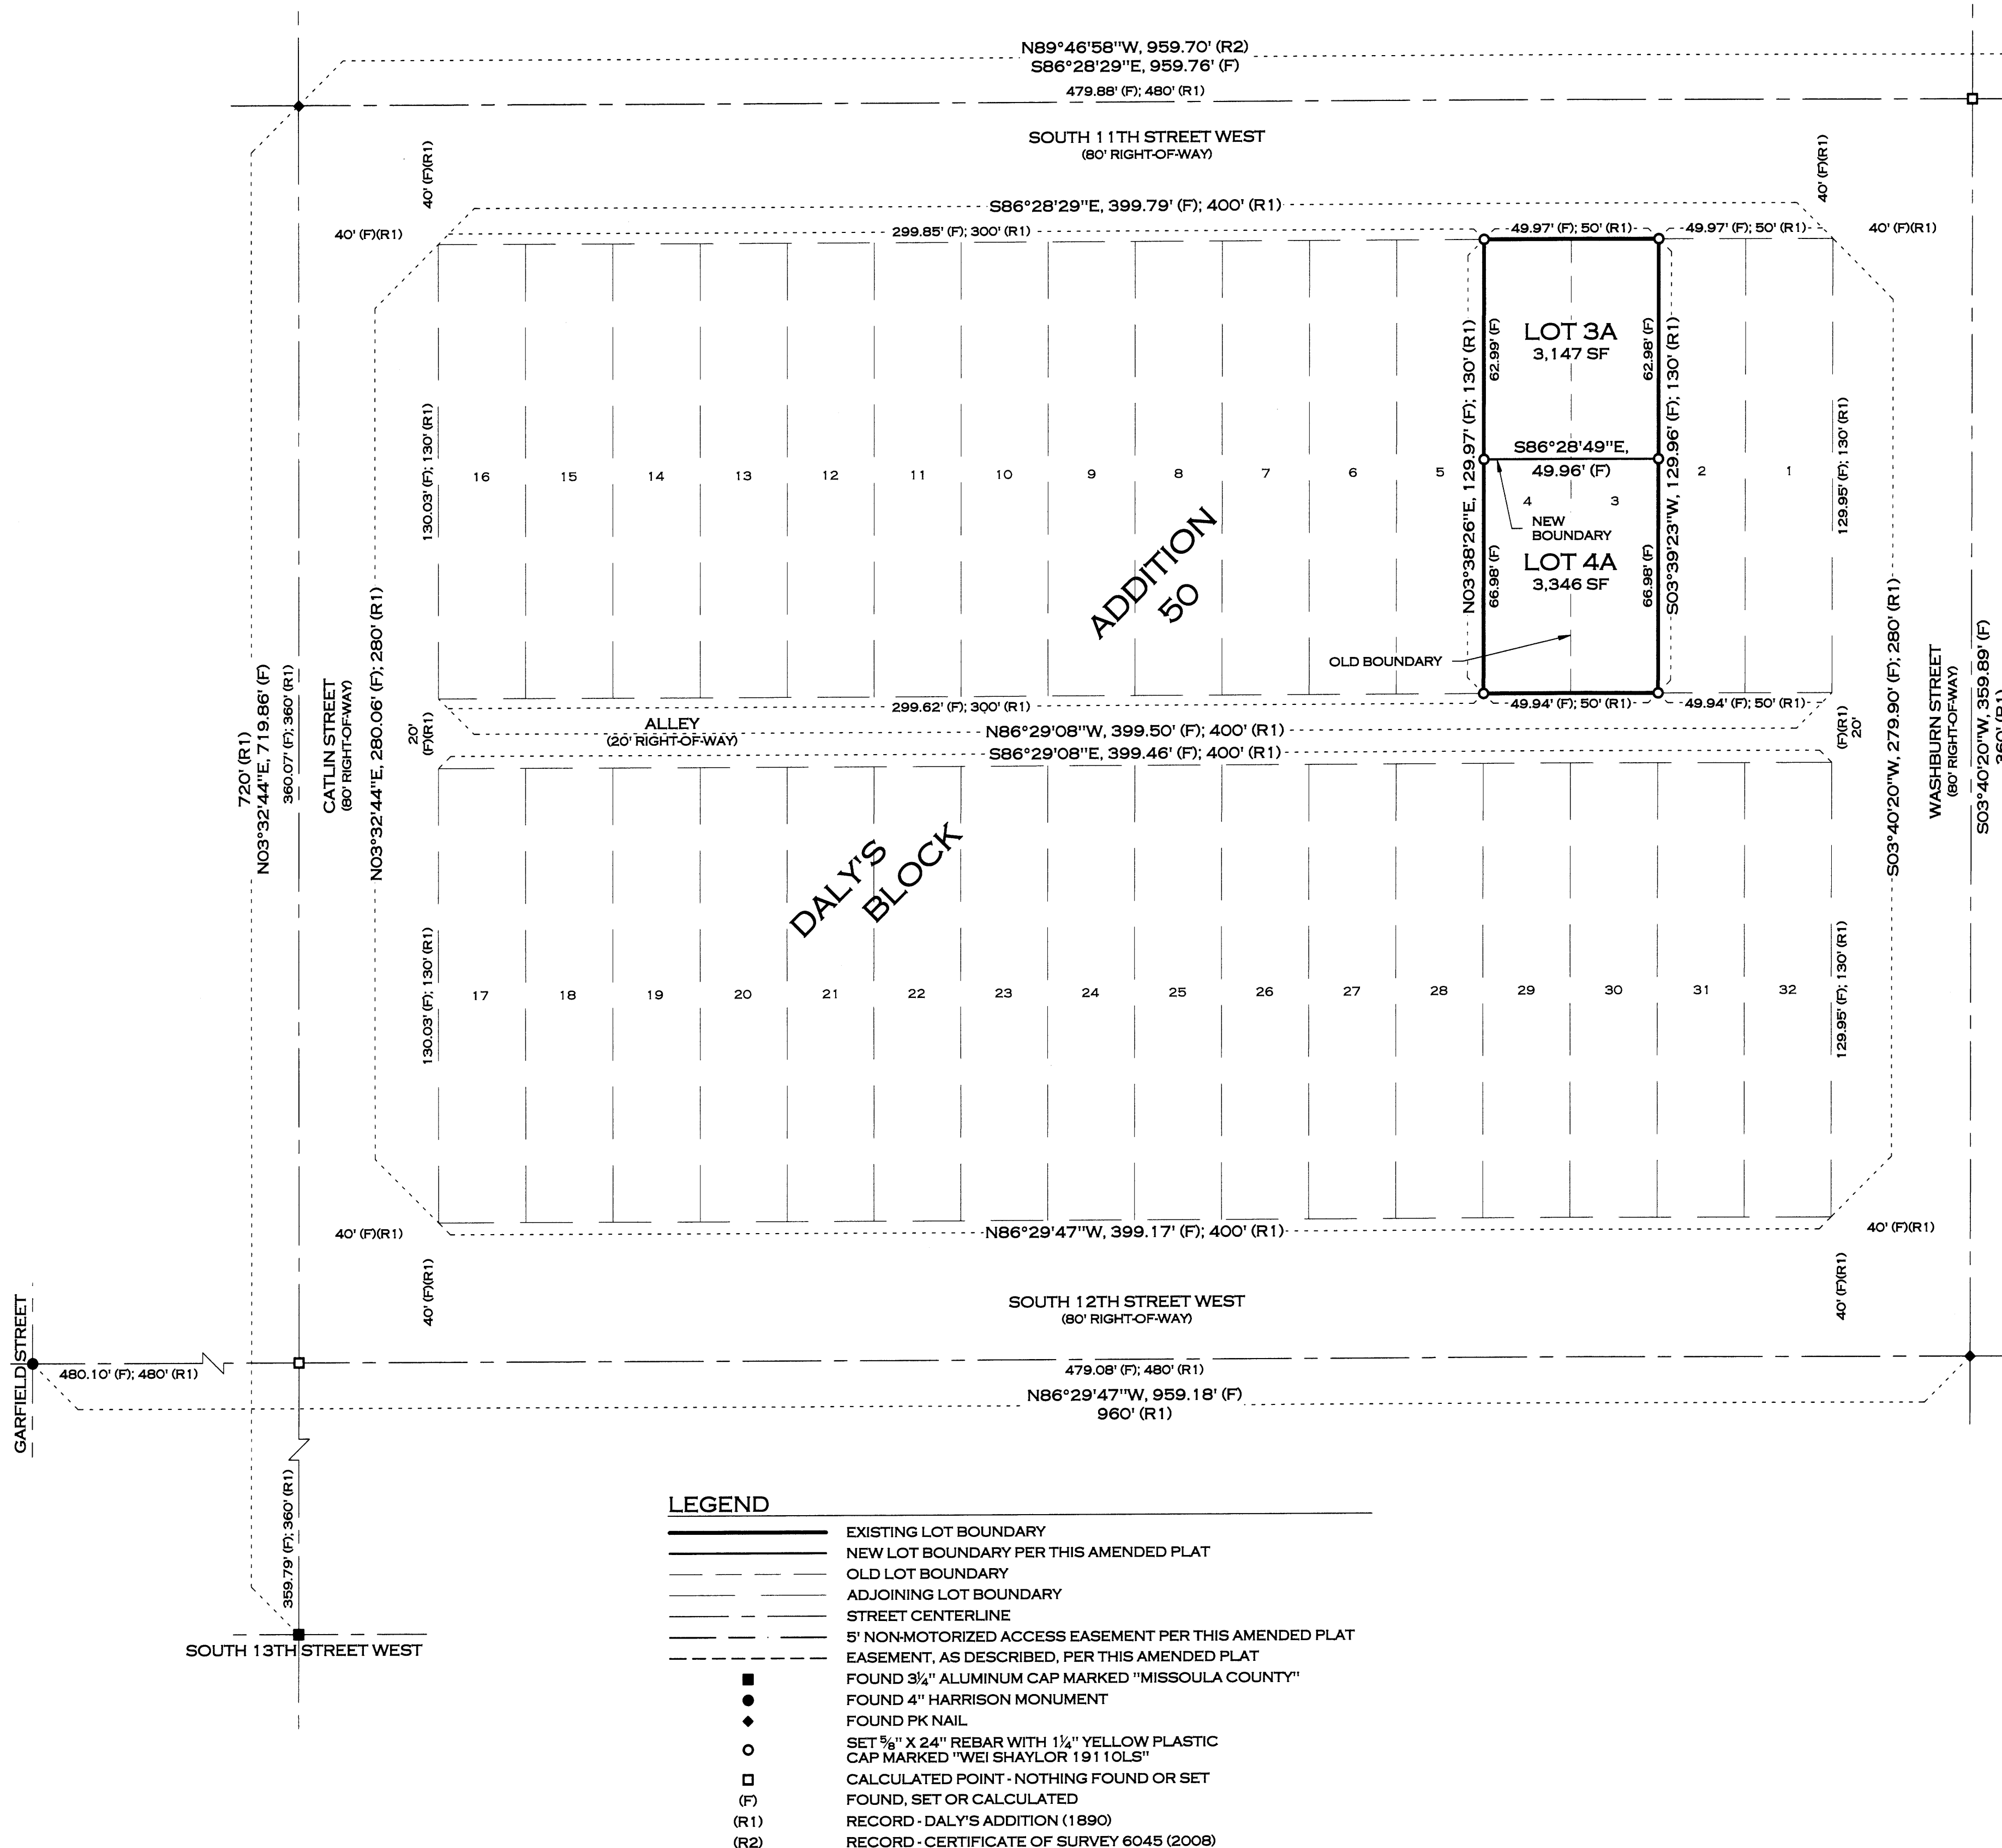 N89°46'58"W, 959.70' (R2)
S86°28'29"E, 959.76' (F)
479.88' (F); 480' (R1)
SOUTH 11TH STREET WEST
(80' RIGHT-OF-WAY)
40' (F)(R1)
40' (F)(R1)
S86°28'29"E, 399.79' (F); 400' (R1)
40' (F)(R1)
299.85' (F); 300' (R1)
49.97' (F); 50' (R1)
49.97' (F); 50' (R1)
40' (F)(R1)
LOT 3A
3,147 SF
62.99' (F)
62.98' (F)
N03°38'26"E, 129.97' (F); 130' (R1)
S03°39'23"W, 129.96' (F); 130' (R1)
130.03' (F); 130' (R1)
129.95' (F); 130' (R1)
S86°28'49"E,
49.96' (F)
16
15
14
13
12
11
10
9
8
7
6
5
4
3
2
1
NEW
BOUNDARY
LOT 4A
3,346 SF
66.98' (F)
66.98' (F)
ADDITION
50
OLD BOUNDARY
299.62' (F); 300' (R1)
49.94' (F); 50' (R1)
49.94' (F); 50' (R1)
ALLEY
(20' RIGHT-OF-WAY)
N86°29'08"W, 399.50' (F); 400' (R1)
S86°29'08"E, 399.46' (F); 400' (R1)
20'
(F)(R1)
(F)(R1)
20'
720' (R1)
N03°32'44"E, 719.86' (F)
360.07' (F); 360' (R1)
CATLIN STREET
(80' RIGHT-OF-WAY)
N03°32'44"E, 280.06' (F); 280' (R1)
S03°40'20"W, 279.90' (F); 280' (R1)
WASHBURN STREET
(80' RIGHT-OF-WAY)
S03°40'20"W, 359.89' (F)
360' (R1)
DALY'S
BLOCK
130.03' (F); 130' (R1)
129.95' (F); 130' (R1)
17
18
19
20
21
22
23
24
25
26
27
28
29
30
31
32
40' (F)(R1)
N86°29'47"W, 399.17' (F); 400' (R1)
40' (F)(R1)
40' (F)(R1)
40' (F)(R1)
SOUTH 12TH STREET WEST
(80' RIGHT-OF-WAY)
GARFIELD STREET
480.10' (F); 480' (R1)
479.08' (F); 480' (R1)
N86°29'47"W, 959.18' (F)
960' (R1)
359.79' (F); 360' (R1)
SOUTH 13TH STREET WEST
LEGEND
EXISTING LOT BOUNDARY
NEW LOT BOUNDARY PER THIS AMENDED PLAT
OLD LOT BOUNDARY
ADJOINING LOT BOUNDARY
STREET CENTERLINE
5' NON-MOTORIZED ACCESS EASEMENT PER THIS AMENDED PLAT
EASEMENT, AS DESCRIBED, PER THIS AMENDED PLAT
FOUND 3¼" ALUMINUM CAP MARKED "MISSOULA COUNTY"
FOUND 4" HARRISON MONUMENT
FOUND PK NAIL
SET ⅝" X 24" REBAR WITH 1¼" YELLOW PLASTIC
CAP MARKED "WEI SHAYLOR 19110LS"
CALCULATED POINT - NOTHING FOUND OR SET
(F) FOUND, SET OR CALCULATED
(R1) RECORD - DALY'S ADDITION (1890)
(R2) RECORD - CERTIFICATE OF SURVEY 6045 (2008)